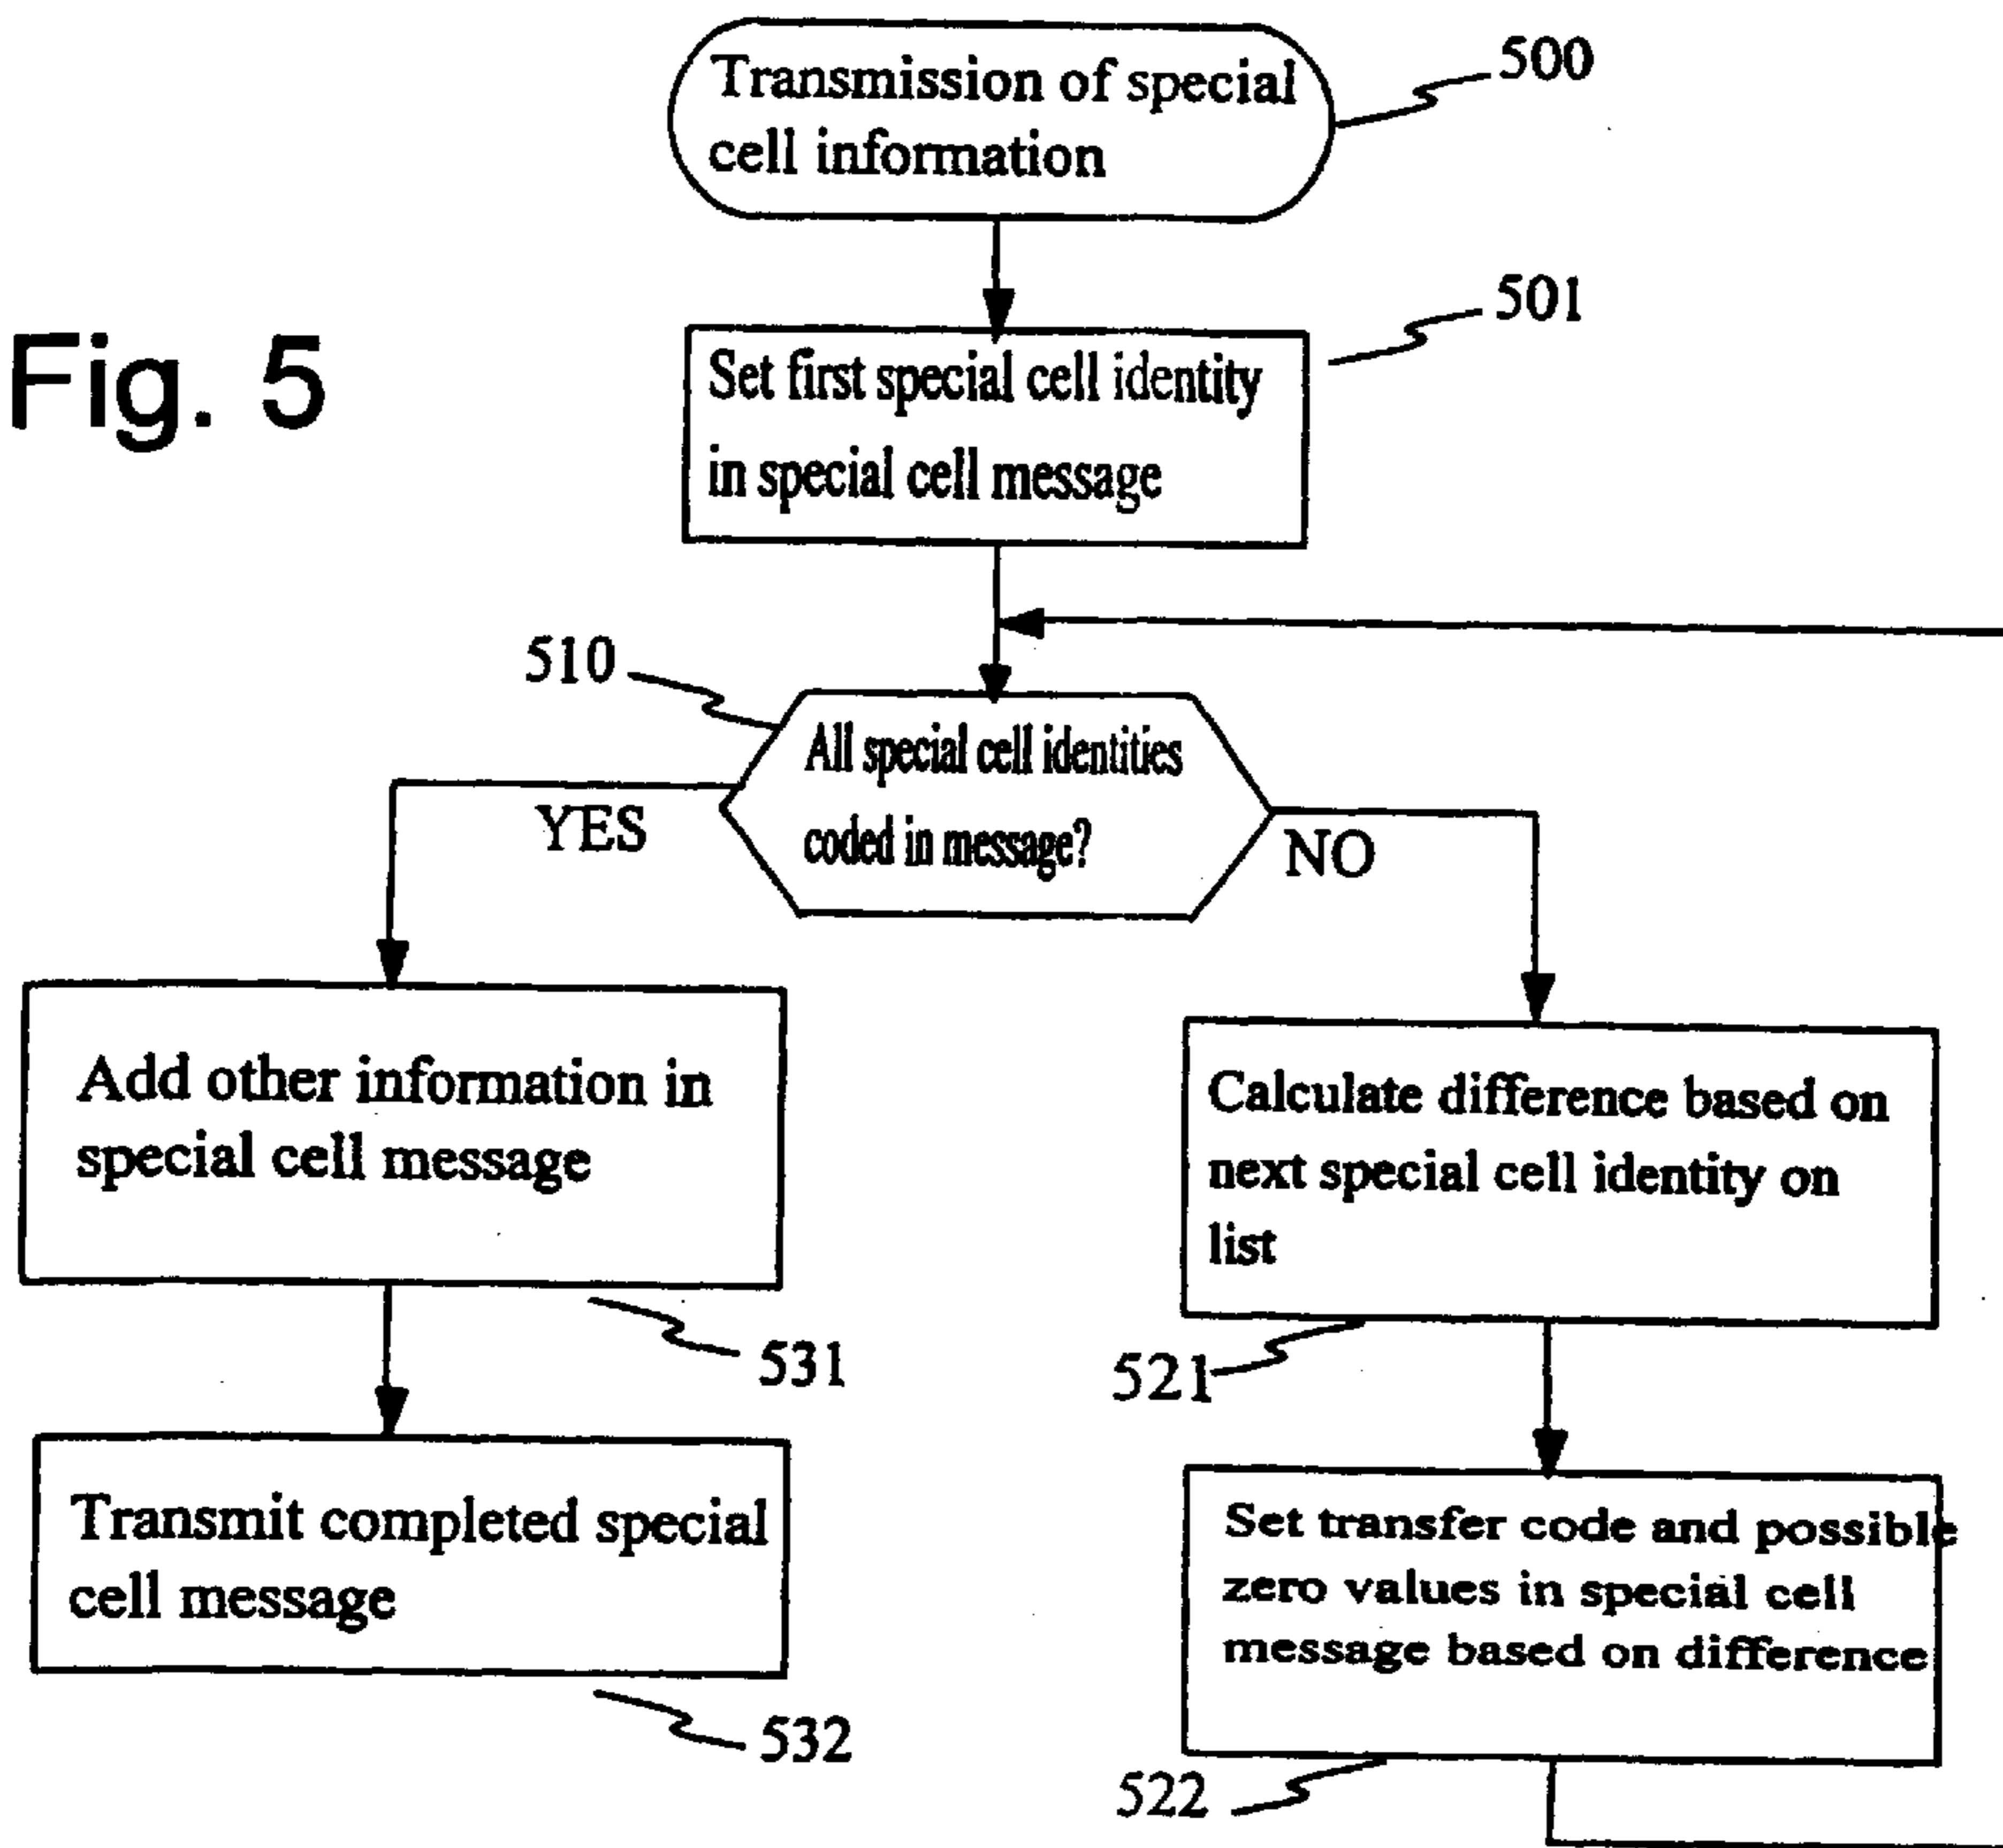 Transmission of special
cell information
500
Set first special cell identity
in special cell message
501
Fig. 5
510
All special cell identities
coded in message?
YES
NO
Add other information in
special cell message
531
Calculate difference based on
next special cell identity on
list
521
Transmit completed special
cell message
532
Set transfer code and possible
zero values in special cell
message based on difference
522